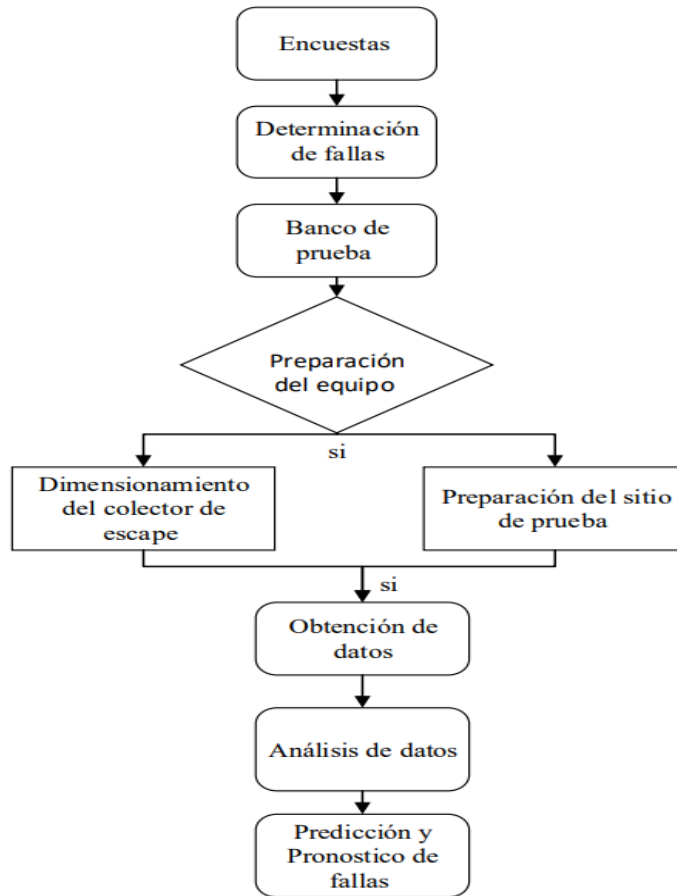 Encuestas
Determinación
de fallas
Banco de
prueba
Preparación
del equipo
si
Dimensionamiento
del colector de
escape
Preparación del sitio
de prueba
si
Obtención de
datos
Análisis de datos
Predicción y
Pronostico de
fallas